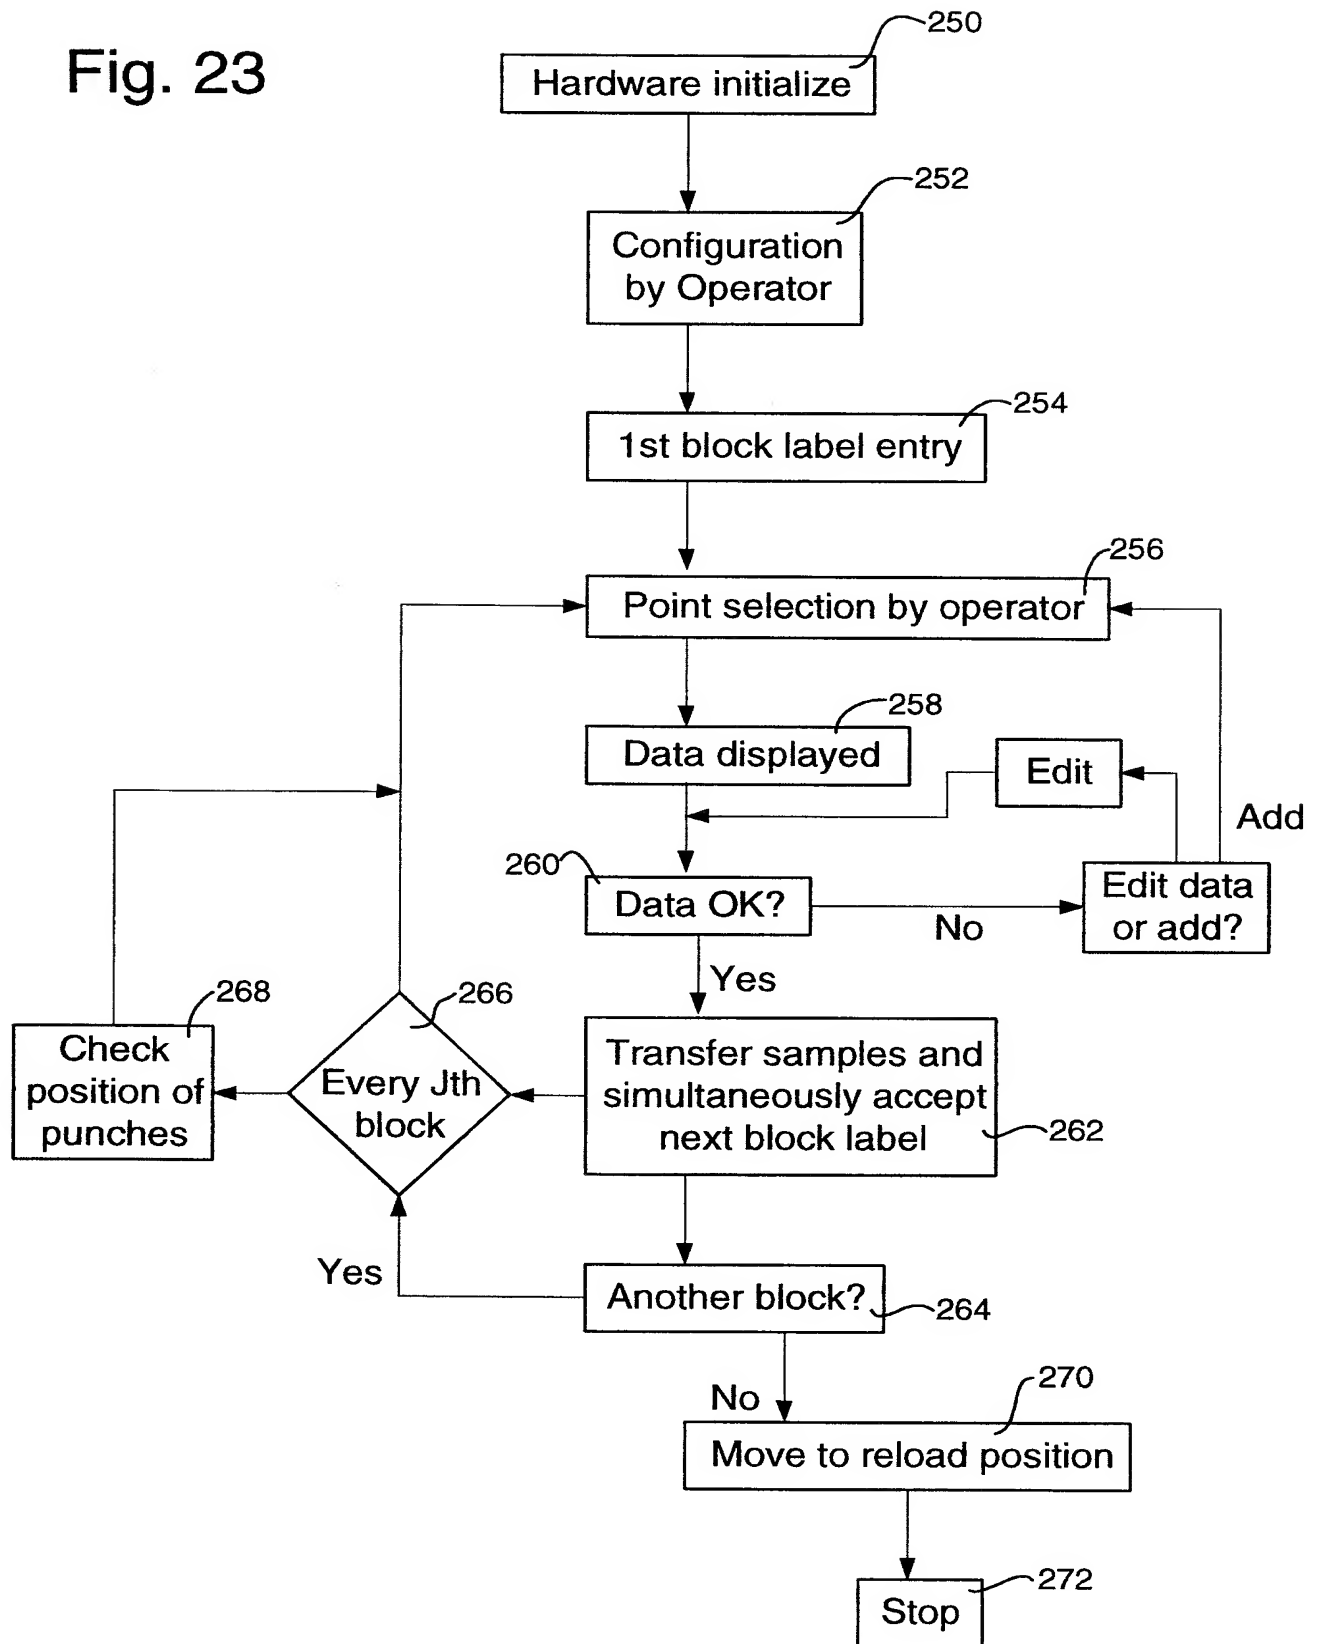 Fig. 23
250
Hardware initialize
252
Configuration
by Operator
254
1st block label entry
256
Point selection by operator
258
Data displayed
Edit
Add
260
Data OK?
No
Edit data
or add?
Yes
268
266
Check
position of
punches
Every Jth
block
Transfer samples and
simultaneously accept
next block label
262
Yes
Another block?
264
No
270
Move to reload position
272
Stop